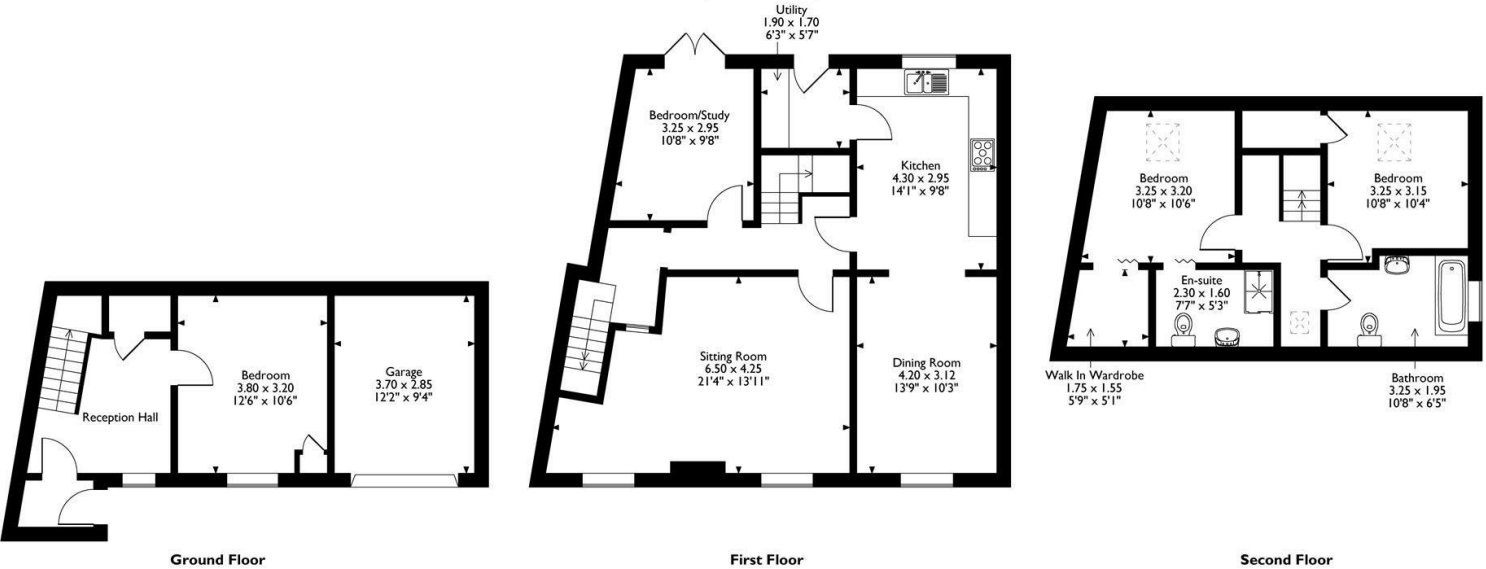 Reception Hall
Bedroom
3.80 x 3.20
12'6" x 10'6"
Garage
3.70 x 2.85
12'2" x 9'4"
Ground Floor
Utility
1.90 x 1.70
6'3" x 5'7"
Bedroom/Study
3.25 x 2.95
10'8" x 9'8"
Kitchen
4.30 x 2.95
14'1" x 9'8"
Sitting Room
6.50 x 4.25
21'4" x 13'11"
Dining Room
4.20 x 3.12
13'9" x 10'3"
First Floor
Bedroom
3.25 x 3.20
10'8" x 10'6"
Bedroom
3.25 x 3.15
10'8" x 10'4"
En-suite
2.30 x 1.60
7'7" x 5'3"
Walk In Wardrobe
1.75 x 1.55
5'9" x 5'1"
Bathroom
3.25 x 1.95
10'8" x 6'5"
Second Floor